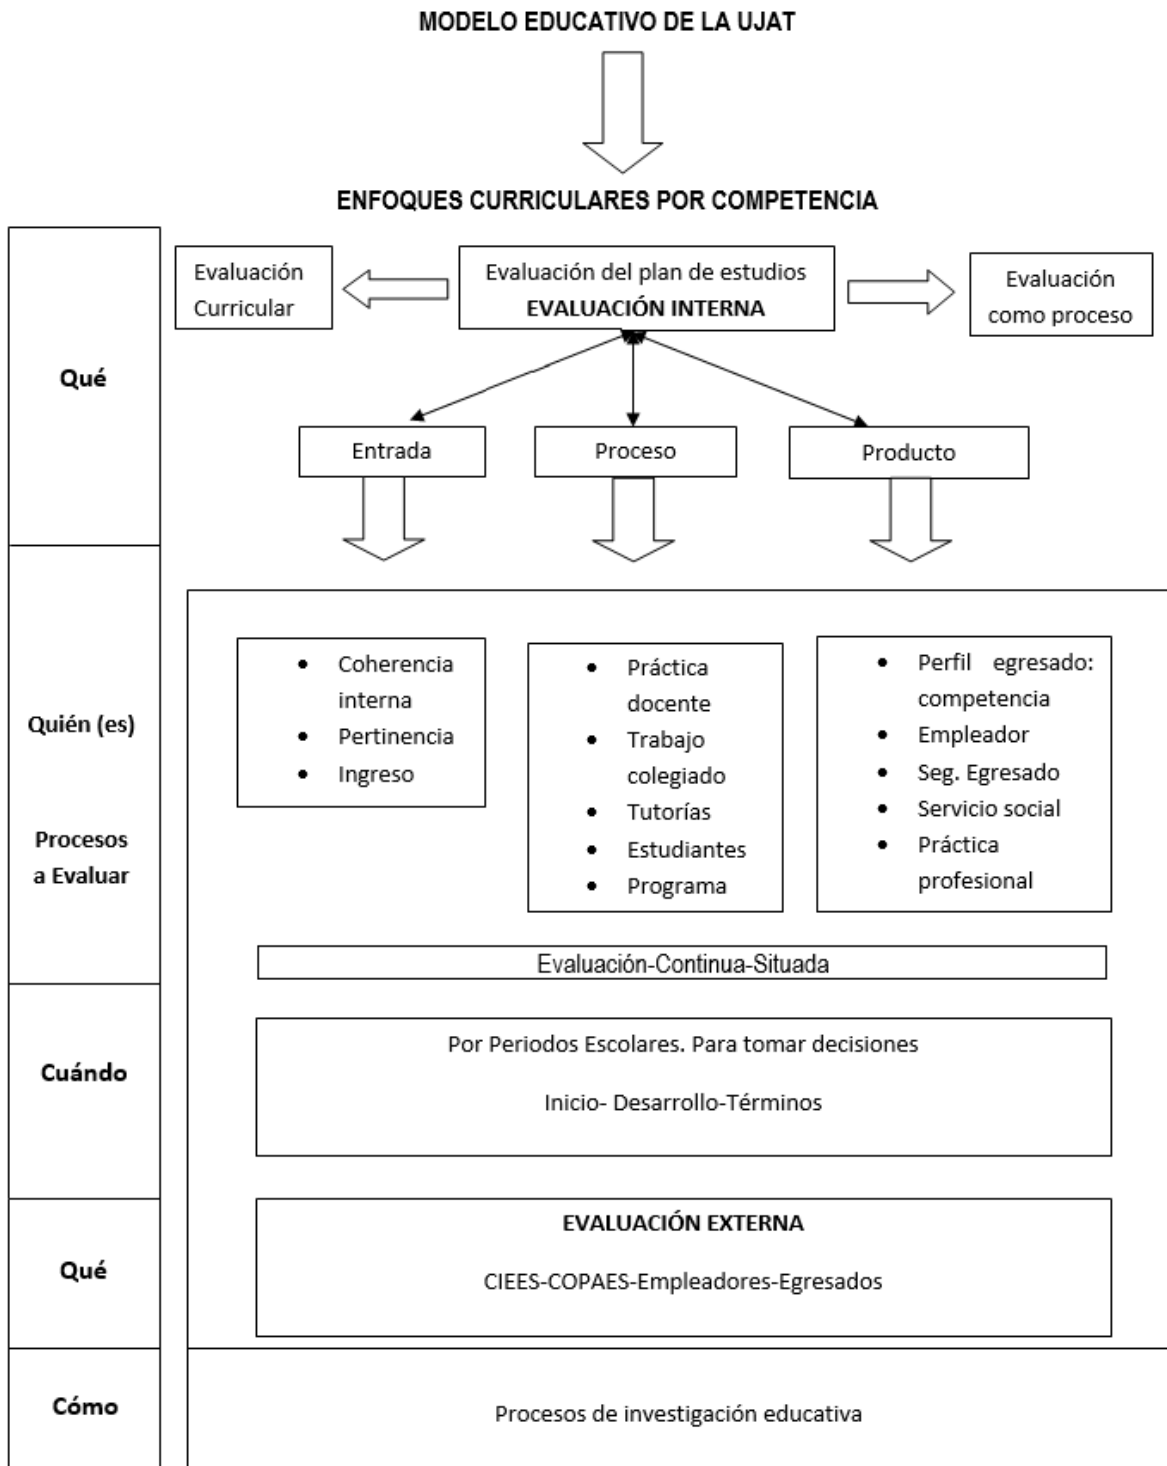 MODELO EDUCATIVO DE LA UJAT
ENFOQUES CURRICULARES POR COMPETENCIA
Qué
Evaluación
Curricular
Evaluación del plan de estudios
EVALUACIÓN INTERNA
Evaluación
como proceso
Entrada
Proceso
Producto
Quién (es)
Procesos
a Evaluar
• Coherencia
interna
• Pertinencia
• Ingreso
• Práctica
docente
• Trabajo
colegiado
• Tutorías
• Estudiantes
• Programa
• Perfil egresado:
competencia
• Empleador
• Seg. Egresado
• Servicio social
• Práctica
profesional
Evaluación-Continua-Situada
Cuándo
Por Periodos Escolares. Para tomar decisiones
Inicio- Desarrollo-Términos
Qué
EVALUACIÓN EXTERNA
CIEES-COPAES-Empleadores-Egresados
Cómo
Procesos de investigación educativa